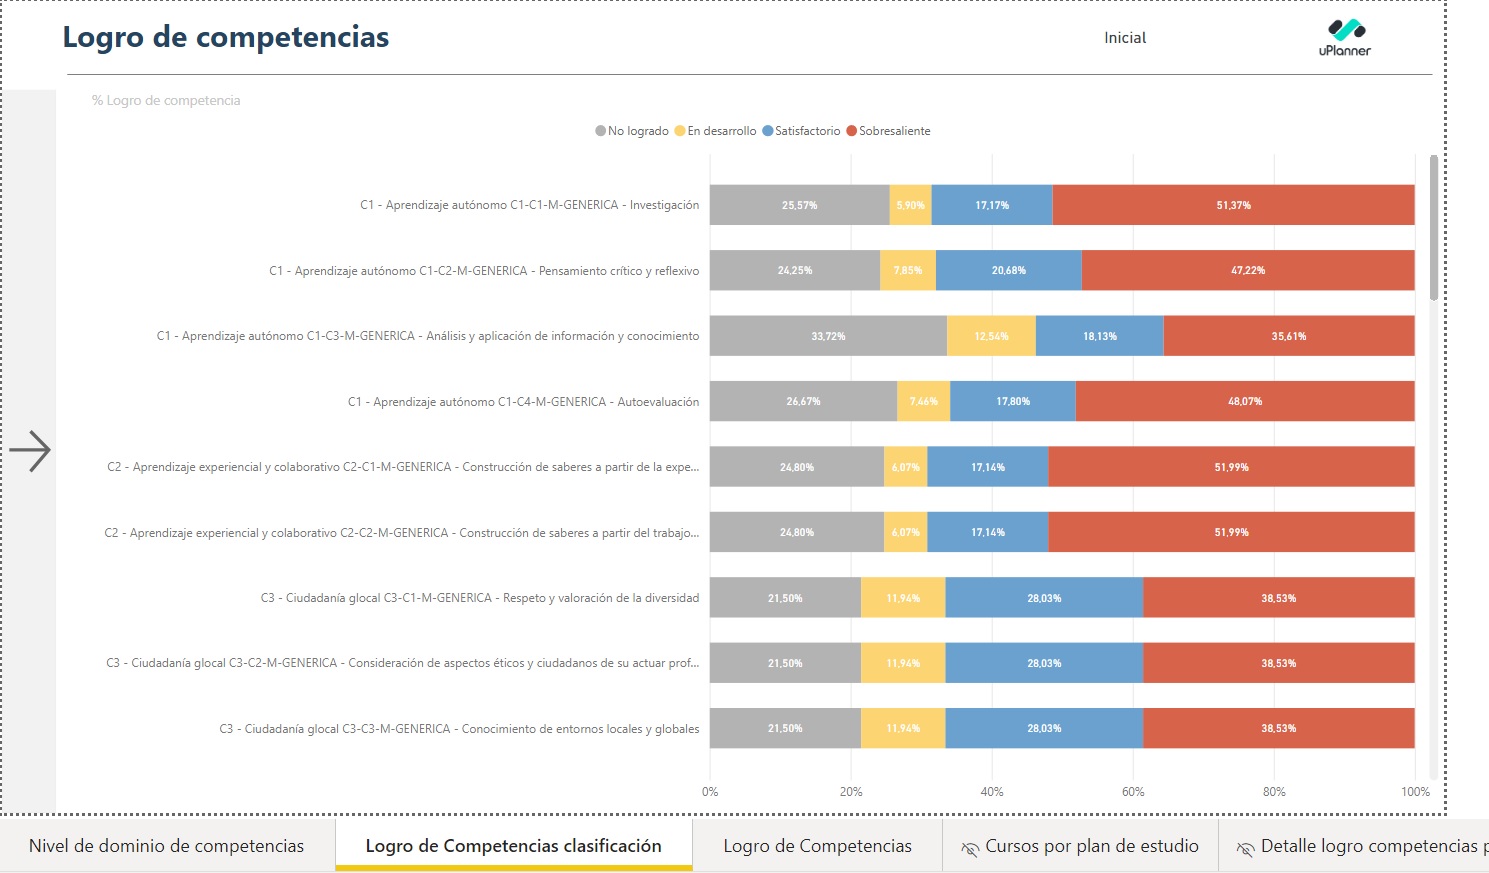 Logro de competencias
Inicial
uPlanner
% Logro de competencia
No logrado En desarrollo Satisfactorio Sobresaliente
C1 - Aprendizaje autónomo C1-C1-M-GENERICA - Investigación 25,57% 5,90% 17,17% 51,37%
C1 - Aprendizaje autónomo C1-C2-M-GENERICA - Pensamiento crítico y reflexivo 24,25% 7,85% 20,68% 47,22%
C1 - Aprendizaje autónomo C1-C3-M-GENERICA - Análisis y aplicación de información y conocimiento 33,72% 12,54% 18,13% 35,61%
C1 - Aprendizaje autónomo C1-C4-M-GENERICA - Autoevaluación 26,67% 7,46% 17,80% 48,07%
C2 - Aprendizaje experiencial y colaborativo C2-C1-M-GENERICA - Construcción de saberes a partir de la expe... 24,80% 6,07% 17,14% 51,99%
C2 - Aprendizaje experiencial y colaborativo C2-C2-M-GENERICA - Construcción de saberes a partir del trabajo... 24,80% 6,07% 17,14% 51,99%
C3 - Ciudadanía glocal C3-C1-M-GENERICA - Respeto y valoración de la diversidad 21,50% 11,94% 28,03% 38,53%
C3 - Ciudadanía glocal C3-C2-M-GENERICA - Consideración de aspectos éticos y ciudadanos de su actuar prof... 21,50% 11,94% 28,03% 38,53%
C3 - Ciudadanía glocal C3-C3-M-GENERICA - Conocimiento de entornos locales y globales 21,50% 11,94% 28,03% 38,53%
0% 20% 40% 60% 80% 100%
Nivel de dominio de competencias Logro de Competencias clasificación Logro de Competencias Cursos por plan de estudio Detalle logro competencias p